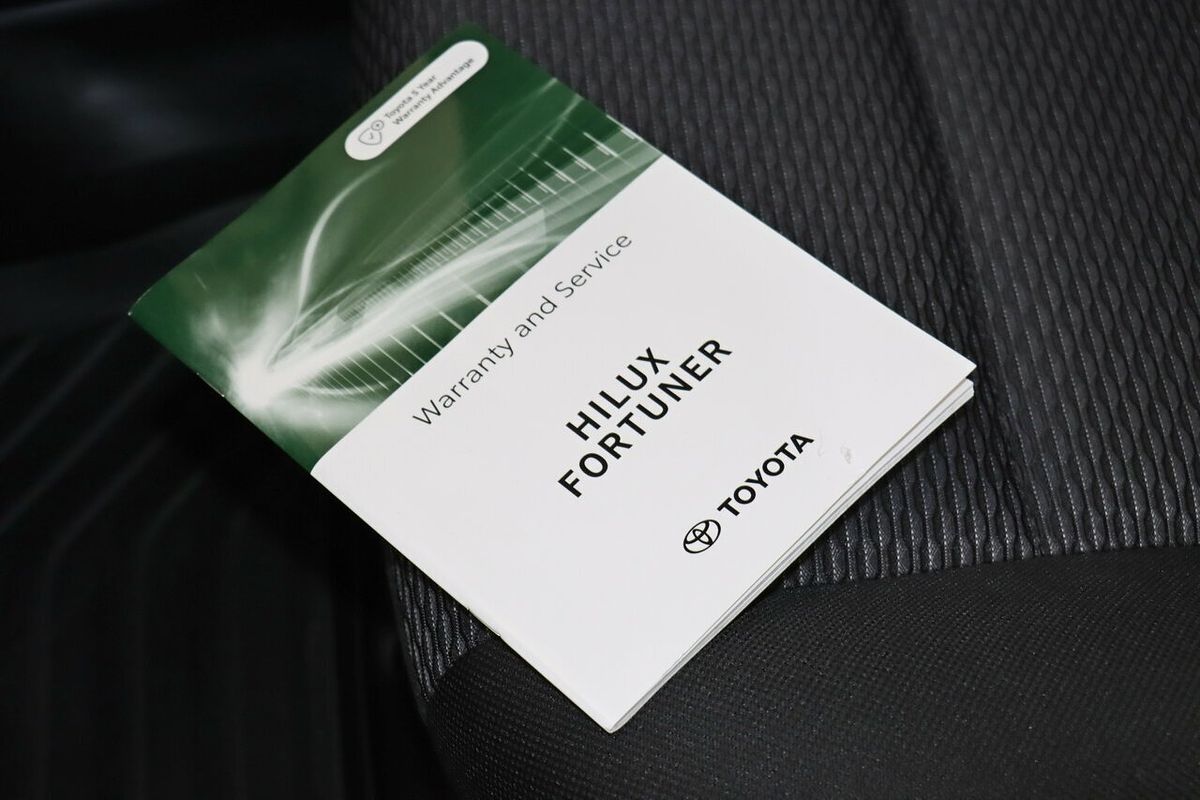 Toyota 5 Year
Warranty Advantage
Warranty and Service
HILUX
FORTUNER
TOYOTA